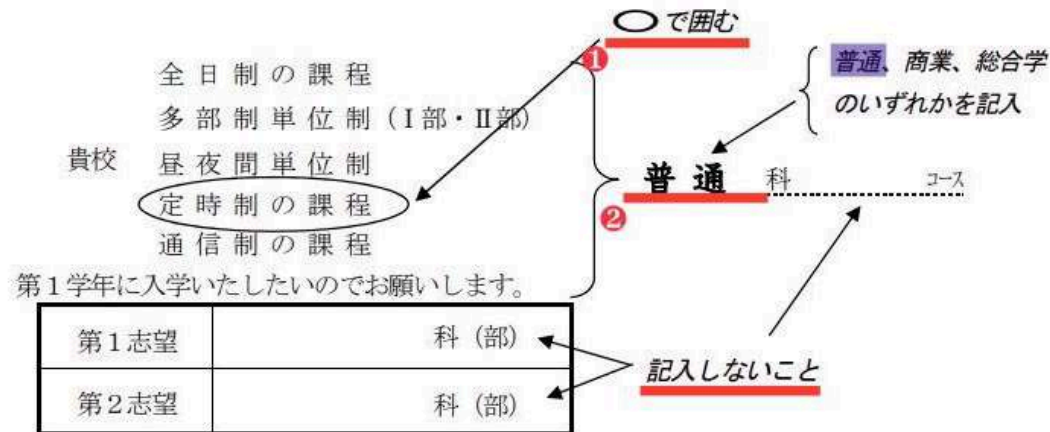 〇で囲む
❶
全日制の課程
多部制単位制（Ⅰ部・Ⅱ部）
貴校 昼夜間単位制
定時制の課程
通信制の課程
第１学年に入学いたしたいのでお願いします。
普通、商業、総合学
のいずれかを記入
普通 科 コース
❷
第１志望 科（部）
第２志望 科（部）
記入しないこと